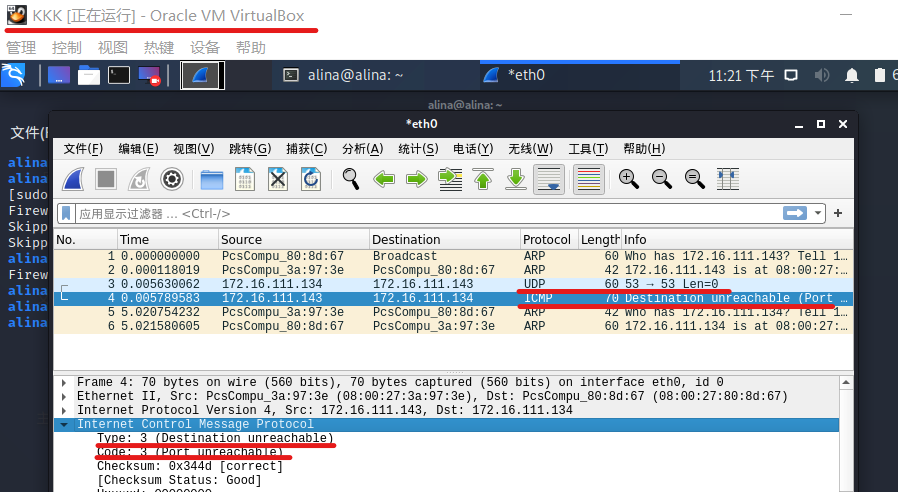 KKK [正在运行] - Oracle VM VirtualBox
管理 控制 视图 热键 设备 帮助
alina@alina: ~ *eth0 11:21 下午
alina@alina: ~
*eth0
文件(F
文件(F) 编辑(E) 视图(V) 跳转(G) 捕获(C) 分析(A) 统计(S) 电话(Y) 无线(W) 工具(T) 帮助(H)
alina
alina
[sudo
Firew
Skipp
Skipp
alina
Firew
alina
alina
alina
应用显示过滤器 … <Ctrl-/>
No. Time Source Destination Protocol Length Info
1 0.000000000 PcsCompu_80:8d:67 Broadcast ARP 60 Who has 172.16.111.143? Tell 1…
2 0.000118019 PcsCompu_3a:97:3e PcsCompu_80:8d:67 ARP 42 172.16.111.143 is at 08:00:27:…
3 0.005630062 172.16.111.134 172.16.111.143 UDP 60 53 → 53 Len=0
4 0.005789583 172.16.111.143 172.16.111.134 ICMP 70 Destination unreachable (Port …
5 5.020754232 PcsCompu_3a:97:3e PcsCompu_80:8d:67 ARP 42 Who has 172.16.111.134? Tell 1…
6 5.021580605 PcsCompu_80:8d:67 PcsCompu_3a:97:3e ARP 60 172.16.111.134 is at 08:00:27:…
Frame 4: 70 bytes on wire (560 bits), 70 bytes captured (560 bits) on interface eth0, id 0
Ethernet II, Src: PcsCompu_3a:97:3e (08:00:27:3a:97:3e), Dst: PcsCompu_80:8d:67 (08:00:27:80:8d:67)
Internet Protocol Version 4, Src: 172.16.111.143, Dst: 172.16.111.134
Internet Control Message Protocol
Type: 3 (Destination unreachable)
Code: 3 (Port unreachable)
Checksum: 0x344d [correct]
[Checksum Status: Good]